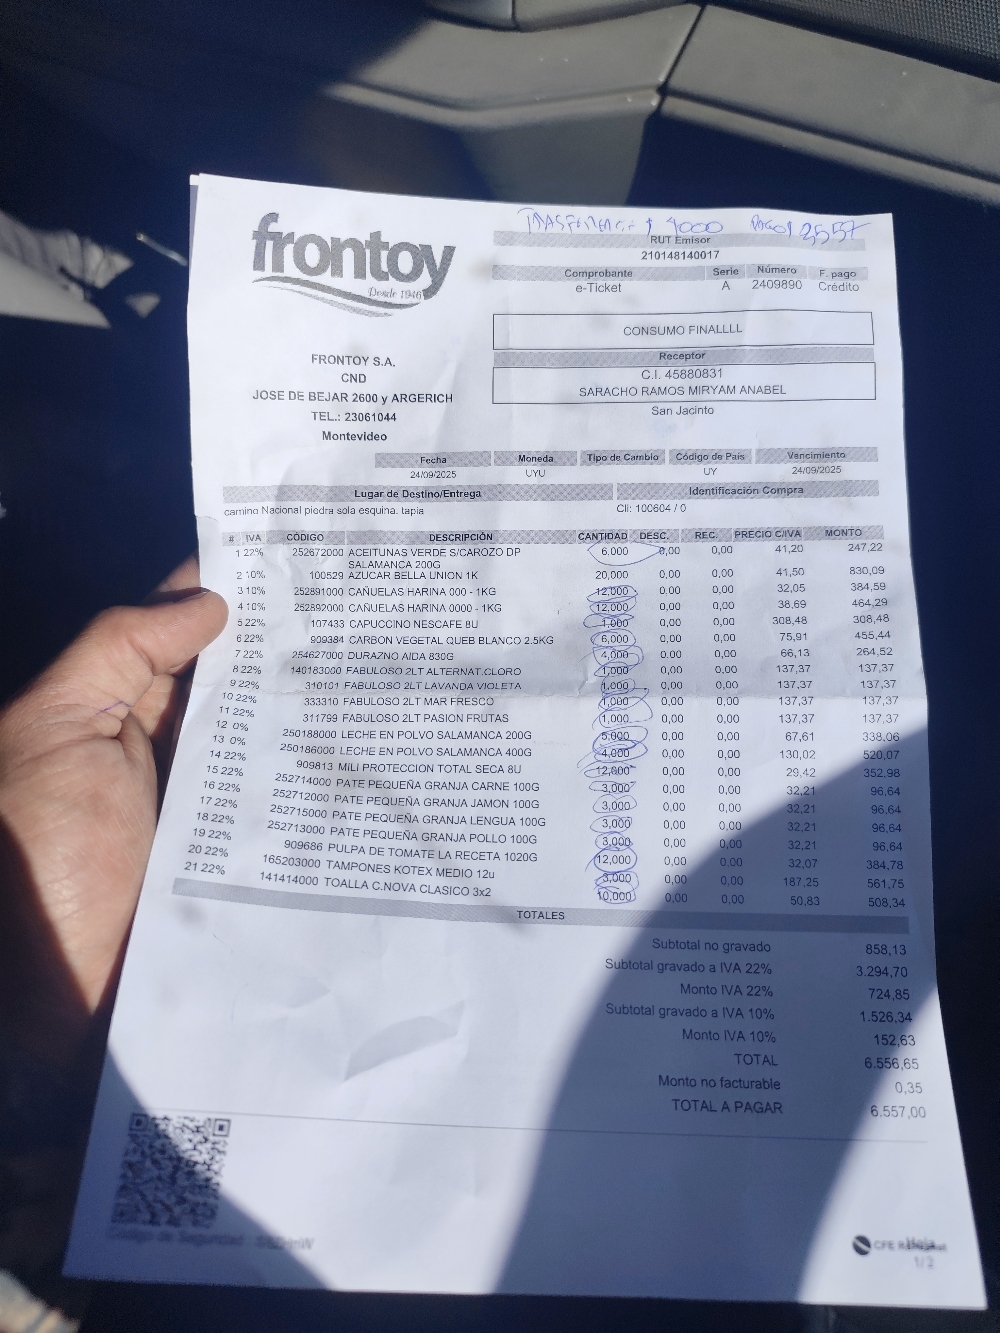 TRASFERENCIA $ 4000 PAGO $ 2557
frontoy
Desde 1946
RUT Emisor
210148140017
Comprobante Serie Número F. pago
e-Ticket A 2409890 Crédito
CONSUMO FINALLLL
Receptor
C.I. 45880831
SARACHO RAMOS MIRYAM ANABEL
San Jacinto
FRONTOY S.A.
CND
JOSE DE BEJAR 2600 y ARGERICH
TEL.: 23061044
Montevideo
Fecha Moneda Tipo de Cambio Código de País Vencimiento
24/09/2025 UYU UY 24/09/2025
Lugar de Destino/Entrega Identificación Compra
camino Nacional piedra sola esquina. tapia Cli: 100604 / 0
# IVA CÓDIGO DESCRIPCIÓN CANTIDAD DESC. REC. PRECIO C/IVA MONTO
1 22% 252672000 ACEITUNAS VERDE S/CAROZO DP 6,000 0,00 0,00 41,20 247,22
SALAMANCA 200G
2 10% 100529 AZUCAR BELLA UNION 1K 20,000 0,00 0,00 41,50 830,09
3 10% 252891000 CAÑUELAS HARINA 000 - 1KG 12,000 0,00 0,00 32,05 384,59
4 10% 252892000 CAÑUELAS HARINA 0000 - 1KG 12,000 0,00 0,00 38,69 464,29
5 22% 107433 CAPUCCINO NESCAFE 8U 1,000 0,00 0,00 308,48 308,48
6 22% 909384 CARBON VEGETAL QUEB BLANCO 2.5KG 6,000 0,00 0,00 75,91 455,44
7 22% 254627000 DURAZNO AIDA 830G 4,000 0,00 0,00 66,13 264,52
8 22% 140183000 FABULOSO 2LT ALTERNAT.CLORO 1,000 0,00 0,00 137,37 137,37
9 22% 310101 FABULOSO 2LT LAVANDA VIOLETA 1,000 0,00 0,00 137,37 137,37
10 22% 333310 FABULOSO 2LT MAR FRESCO 1,000 0,00 0,00 137,37 137,37
11 22% 311799 FABULOSO 2LT PASION FRUTAS 1,000 0,00 0,00 137,37 137,37
12 0% 250188000 LECHE EN POLVO SALAMANCA 200G 5,000 0,00 0,00 67,61 338,06
13 0% 250186000 LECHE EN POLVO SALAMANCA 400G 4,000 0,00 0,00 130,02 520,07
14 22% 909813 MILI PROTECCION TOTAL SECA 8U 12,000 0,00 0,00 29,42 352,98
15 22% 252714000 PATE PEQUEÑA GRANJA CARNE 100G 3,000 0,00 0,00 32,21 96,64
16 22% 252712000 PATE PEQUEÑA GRANJA JAMON 100G 3,000 0,00 0,00 32,21 96,64
17 22% 252715000 PATE PEQUEÑA GRANJA LENGUA 100G 3,000 0,00 0,00 32,21 96,64
18 22% 252713000 PATE PEQUEÑA GRANJA POLLO 100G 3,000 0,00 0,00 32,21 96,64
19 22% 909686 PULPA DE TOMATE LA RECETA 1020G 12,000 0,00 0,00 32,07 384,78
20 22% 165203000 TAMPONES KOTEX MEDIO 12u 3,000 0,00 0,00 187,25 561,75
21 22% 141414000 TOALLA C.NOVA CLASICO 3x2 10,000 0,00 0,00 50,83 508,34
TOTALES
Subtotal no gravado 858,13
Subtotal gravado a IVA 22% 3.294,70
Monto IVA 22% 724,85
Subtotal gravado a IVA 10% 1.526,34
Monto IVA 10% 152,63
TOTAL 6.556,65
Monto no facturable 0,35
TOTAL A PAGAR 6.557,00
Código de Seguridad
CFE
Hoja
1/2